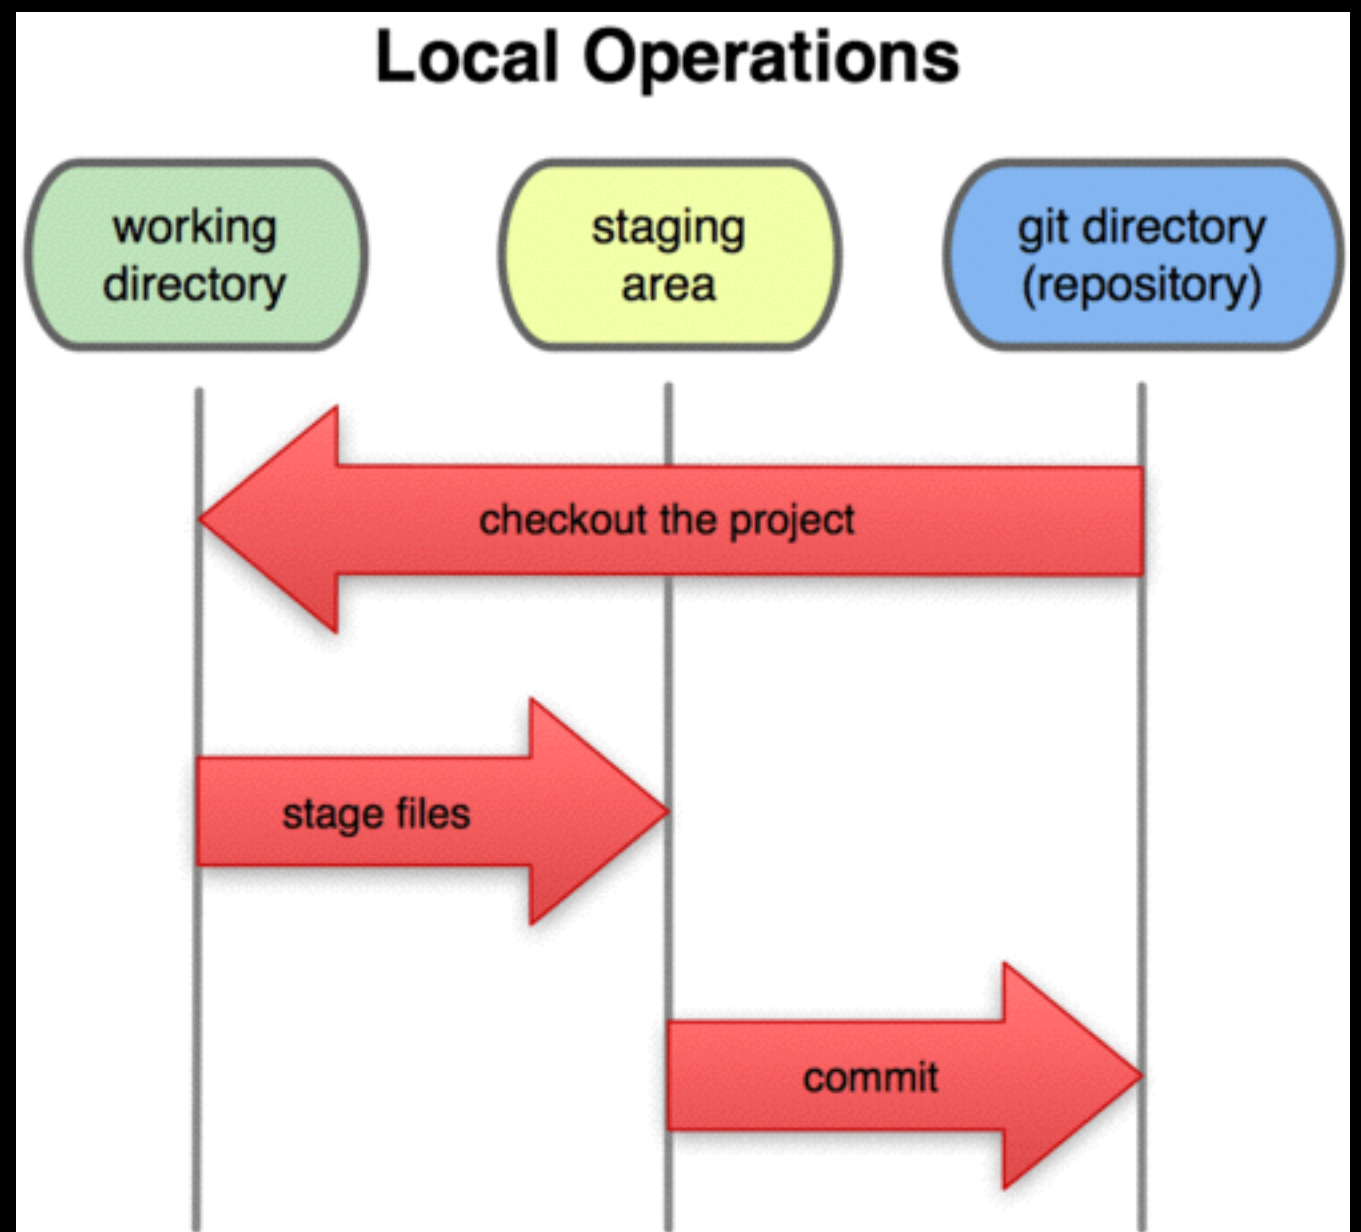 Local Operations
working
directory
staging
area
git directory
(repository)
checkout the project
stage files
commit